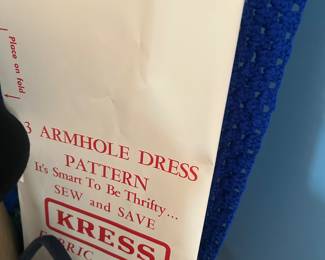 Place on fold
3 ARMHOLE DRESS
PATTERN
It's Smart To Be Thrifty...
SEW and SAVE
KRESS